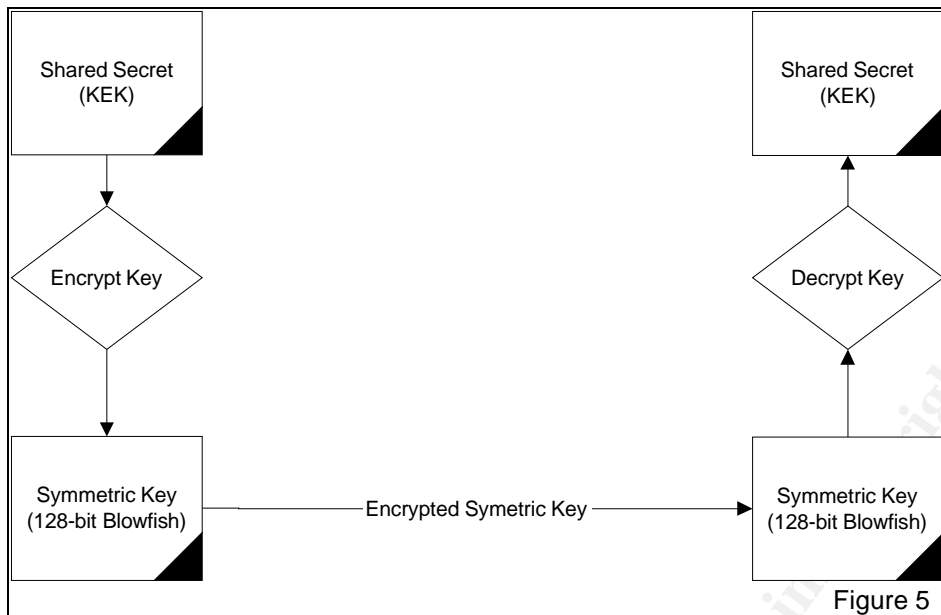 Shared Secret
(KEK)
Shared Secret
(KEK)
Encrypt Key
Decrypt Key
Symmetric Key
(128-bit Blowfish)
Encrypted Symetric Key
Symmetric Key
(128-bit Blowfish)
Figure 5